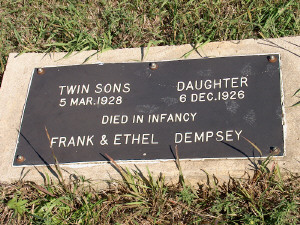 TWIN SONS DAUGHTER
5 MAR. 1928 6 DEC. 1926
DIED IN INFANCY
FRANK & ETHEL DEMPSEY